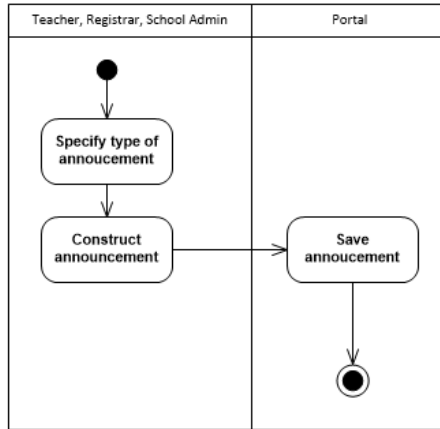 Teacher, Registrar, School Admin
Portal
Specify type of
annoucement
Construct
announcement
Save
annoucement